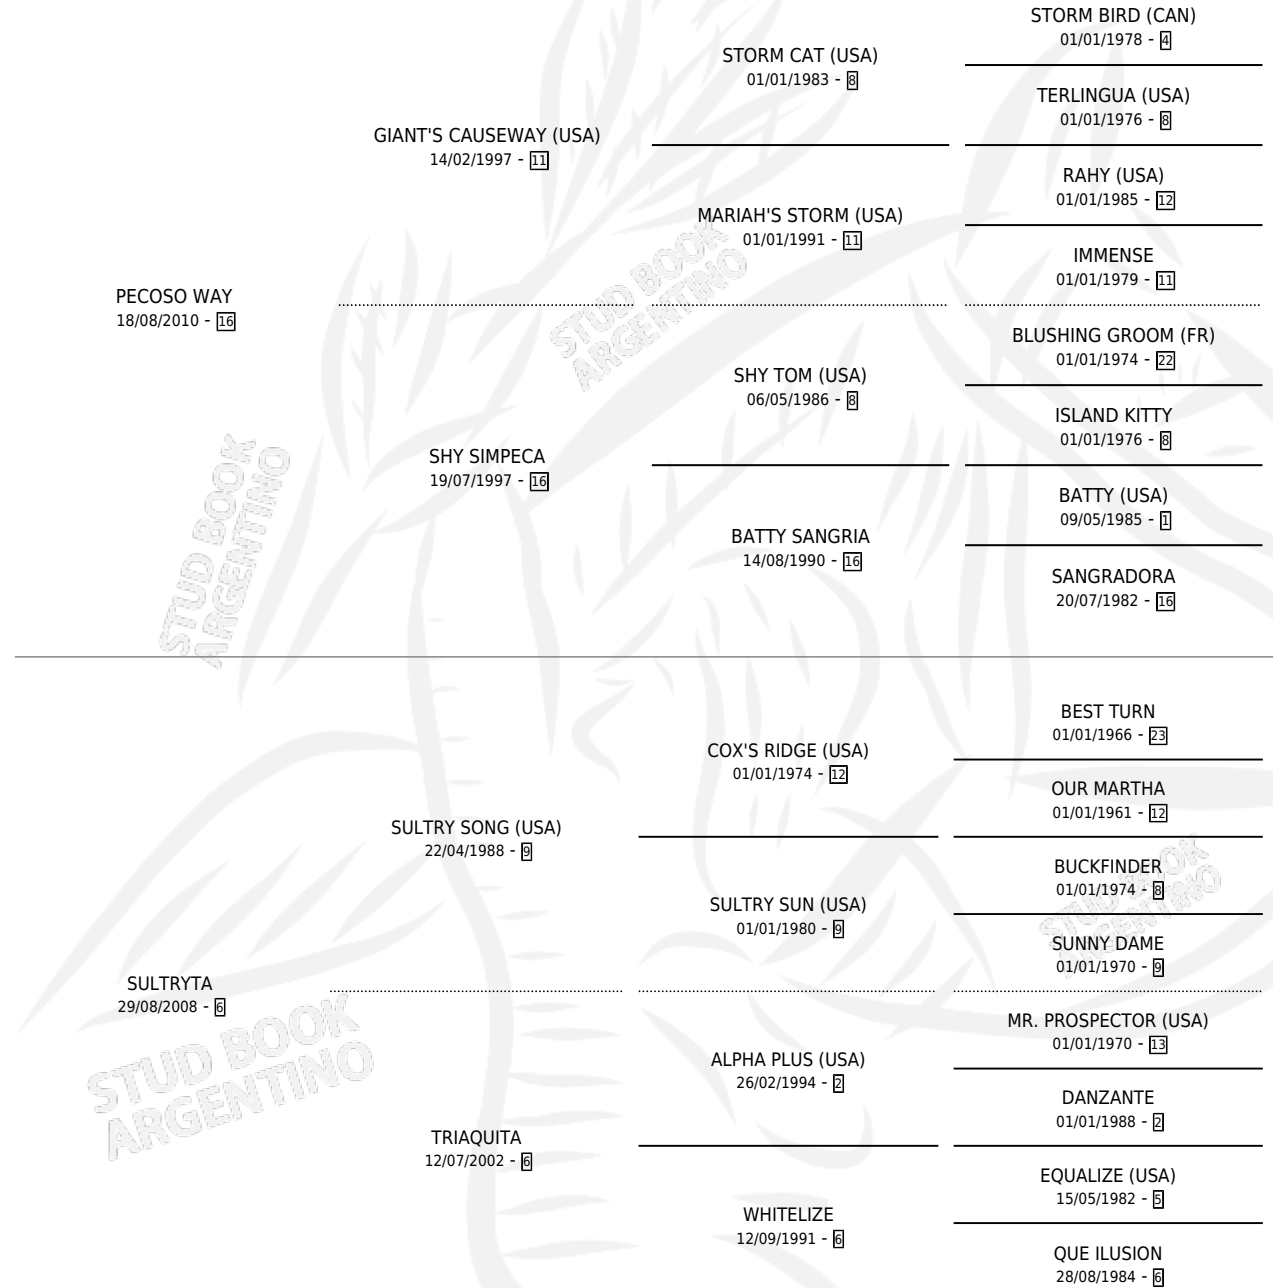 STORM BIRD (CAN)
01/01/1978 - 4
STORM CAT (USA)
01/01/1983 - 8
TERLINGUA (USA)
01/01/1976 - 8
GIANT'S CAUSEWAY (USA)
14/02/1997 - 11
RAHY (USA)
01/01/1985 - 12
MARIAH'S STORM (USA)
01/01/1991 - 11
IMMENSE
01/01/1979 - 11
PECOSO WAY
18/08/2010 - 16
BLUSHING GROOM (FR)
01/01/1974 - 22
SHY TOM (USA)
06/05/1986 - 8
ISLAND KITTY
01/01/1976 - 8
SHY SIMPECA
19/07/1997 - 16
BATTY (USA)
09/05/1985 - 1
BATTY SANGRIA
14/08/1990 - 16
SANGRADORA
20/07/1982 - 16
BEST TURN
01/01/1966 - 23
COX'S RIDGE (USA)
01/01/1974 - 12
OUR MARTHA
01/01/1961 - 12
SULTRY SONG (USA)
22/04/1988 - 9
BUCKFINDER
01/01/1974 - 8
SULTRY SUN (USA)
01/01/1980 - 9
SUNNY DAME
01/01/1970 - 9
SULTRYTA
29/08/2008 - 6
MR. PROSPECTOR (USA)
01/01/1970 - 13
ALPHA PLUS (USA)
26/02/1994 - 2
DANZANTE
01/01/1988 - 2
TRIAQUITA
12/07/2002 - 6
EQUALIZE (USA)
15/05/1982 - 5
WHITELIZE
12/09/1991 - 6
QUE ILUSION
28/08/1984 - 6
STUD BOOK
ARGENTINO
STUD BOOK
ARGENTINO
STUD BOOK
ARGENTINO
STUD BOOK
ARGENTINO